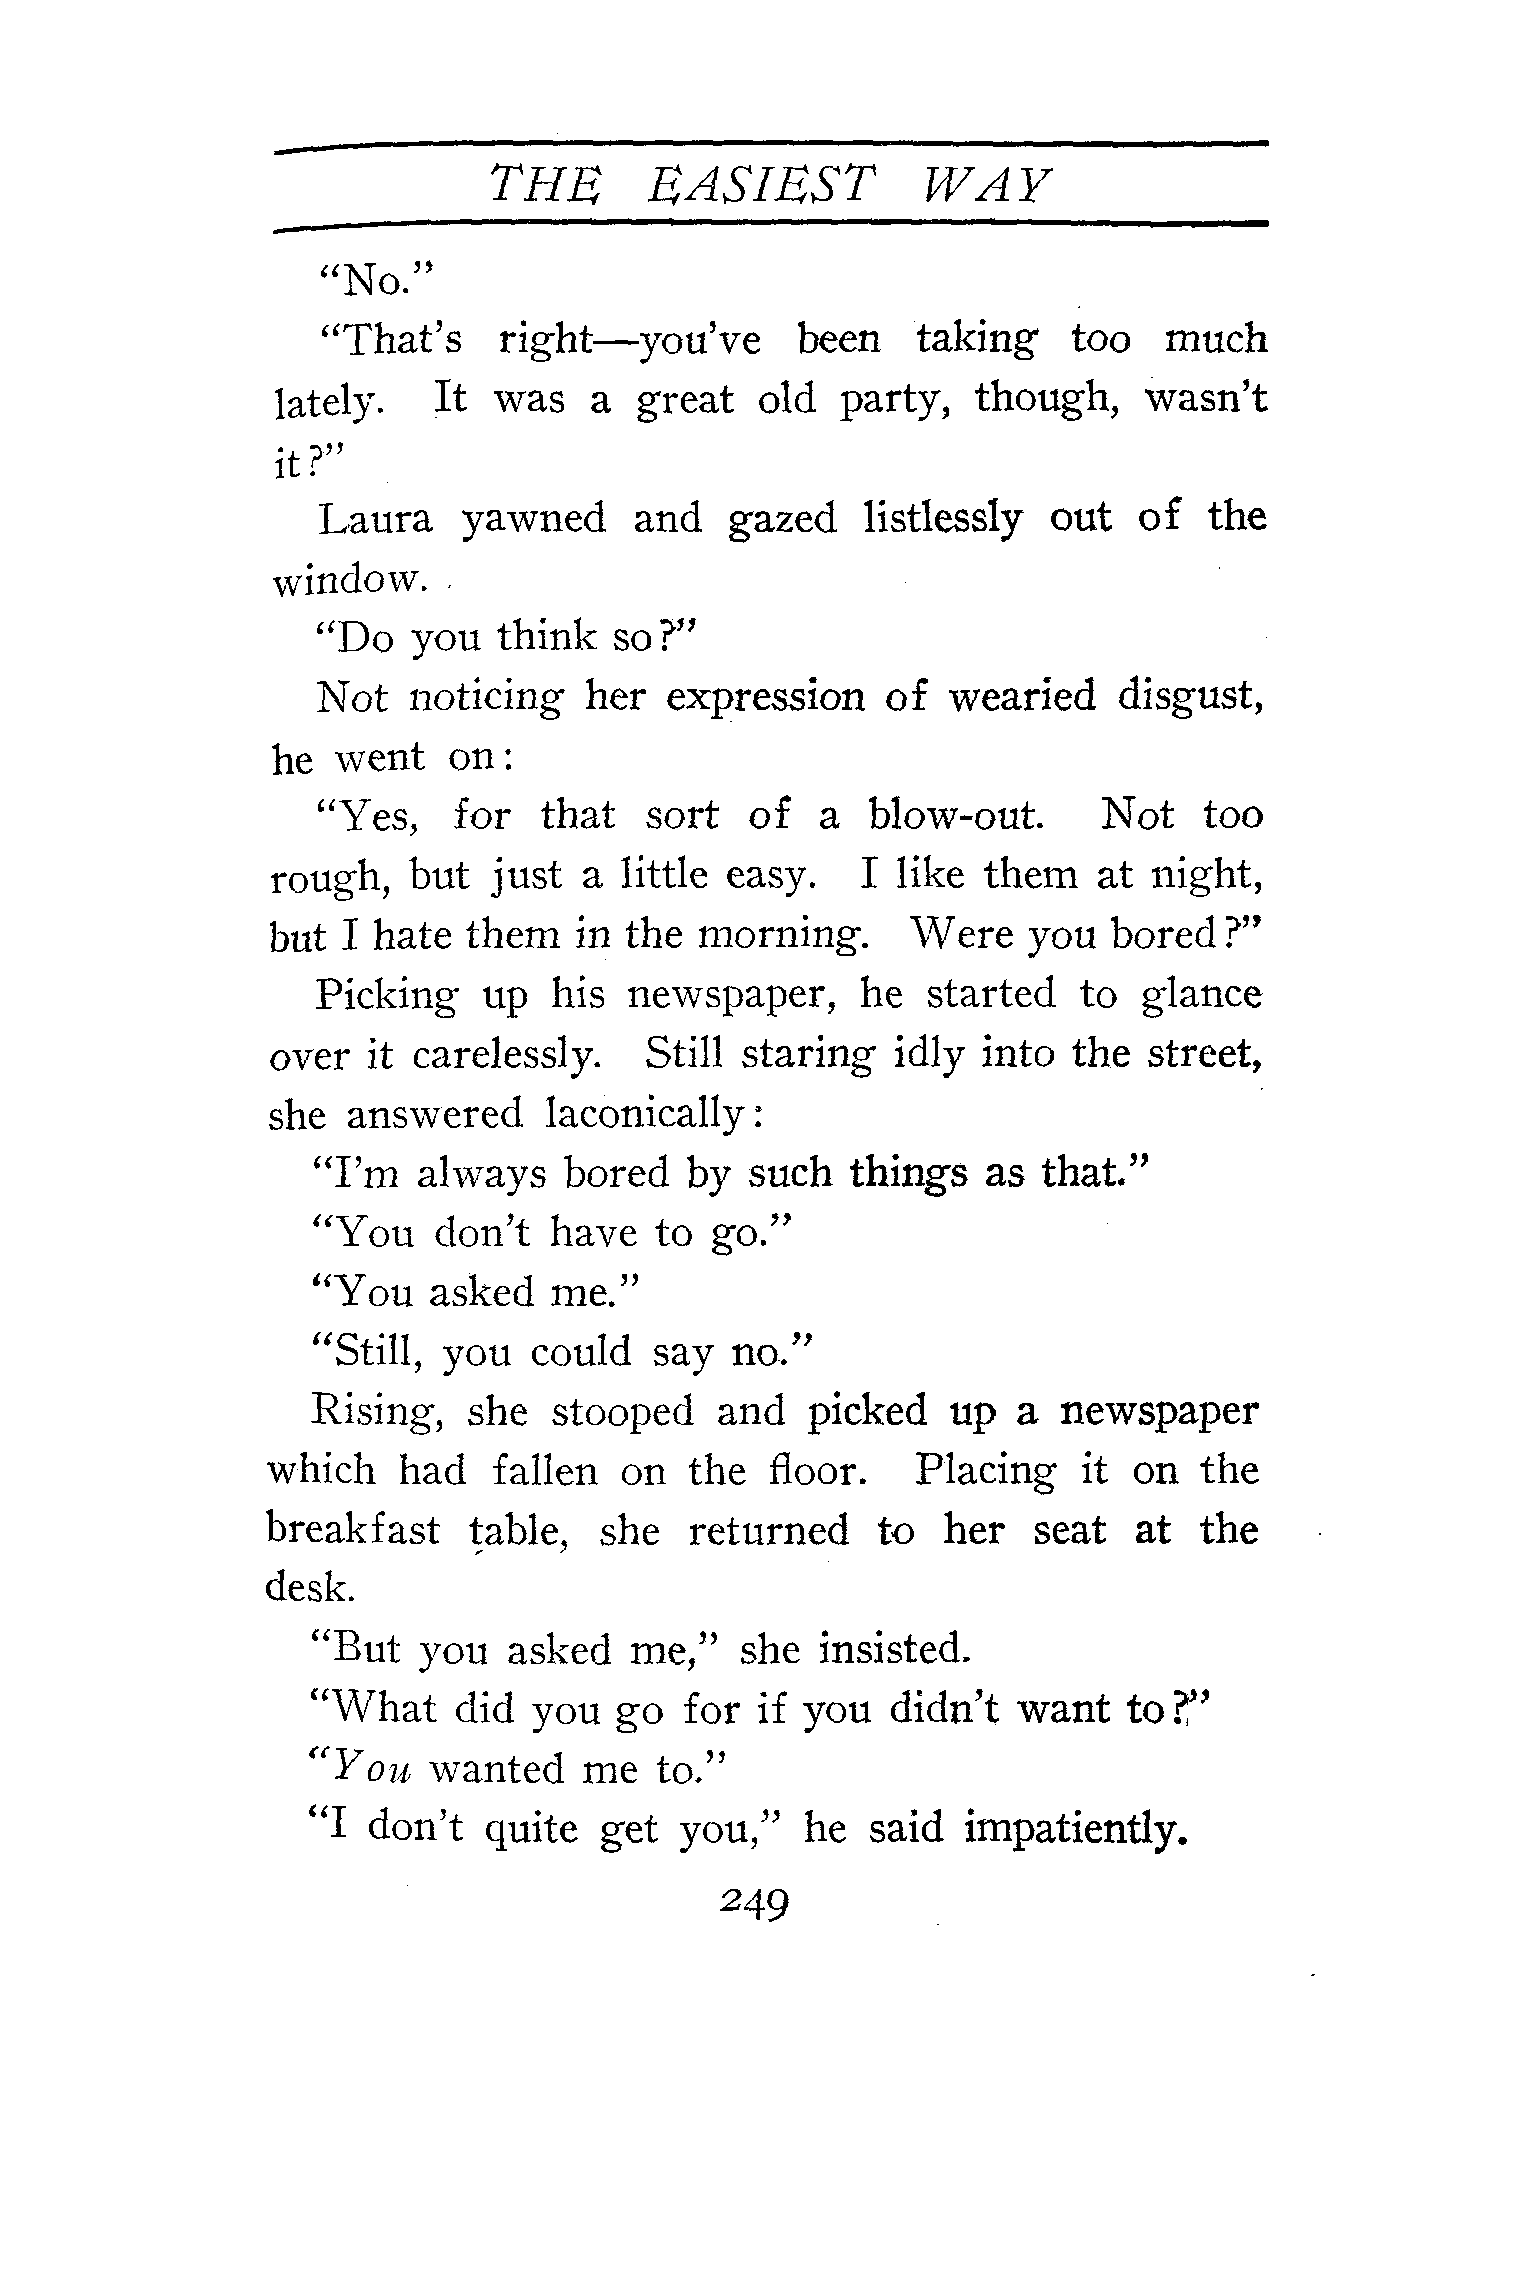 THE EASIEST WAY
“No.”
“That’s right—you’ve been taking too much
lately. It was a great old party, though, wasn’t
it?”
Laura yawned and gazed listlessly out of the
window.
“Do you think so?”
Not noticing her expression of wearied disgust,
he went on:
“Yes, for that sort of a blow-out. Not too
rough, but just a little easy. I like them at night,
but I hate them in the morning. Were you bored?”
Picking up his newspaper, he started to glance
over it carelessly. Still staring idly into the street,
she answered laconically:
“I’m always bored by such things as that.”
“You don’t have to go.”
“You asked me.”
“Still, you could say no.”
Rising, she stooped and picked up a newspaper
which had fallen on the floor. Placing it on the
breakfast table, she returned to her seat at the
desk.
“But you asked me,” she insisted.
“What did you go for if you didn’t want to?”
“You wanted me to.”
“I don’t quite get you,” he said impatiently.
249